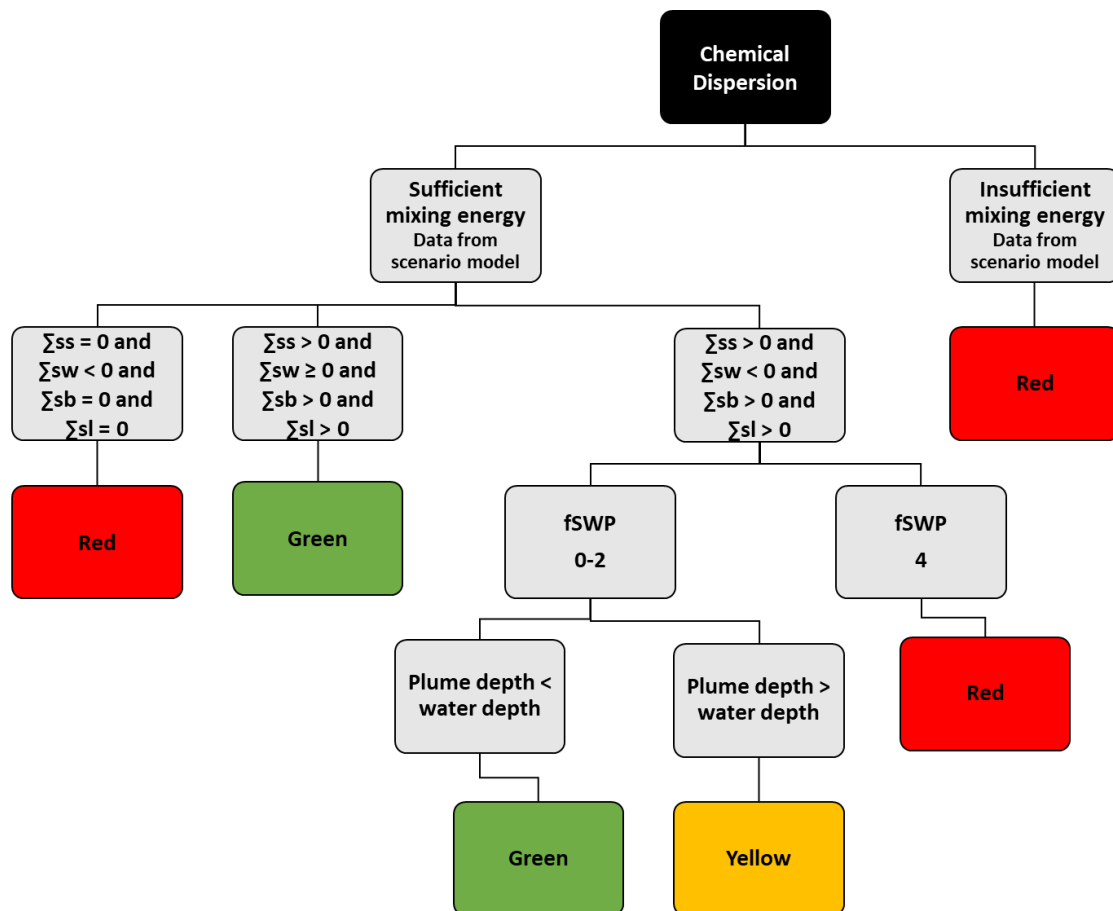 Chemical
Dispersion
Sufficient
mixing energy
Data from
scenario model
Insufficient
mixing energy
Data from
scenario model
∑ss = 0 and
∑sw < 0 and
∑sb = 0 and
∑sl = 0
∑ss > 0 and
∑sw ≥ 0 and
∑sb > 0 and
∑sl > 0
∑ss > 0 and
∑sw < 0 and
∑sb > 0 and
∑sl > 0
Red
Red
Green
fSWP
0-2
fSWP
4
Plume depth <
water depth
Plume depth >
water depth
Red
Green
Yellow